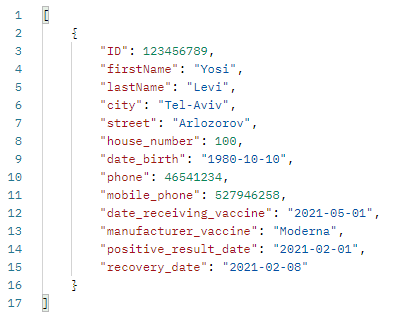 1 [
2 {
3 "ID": 123456789,
4 "firstName": "Yosi",
5 "lastName": "Levi",
6 "city": "Tel-Aviv",
7 "street": "Arlozorov",
8 "house_number": 100,
9 "date_birth": "1980-10-10",
10 "phone": 46541234,
11 "mobile_phone": 527946258,
12 "date_receiving_vaccine": "2021-05-01",
13 "manufacturer_vaccine": "Moderna",
14 "positive_result_date": "2021-02-01",
15 "recovery_date": "2021-02-08"
16 }
17 ]